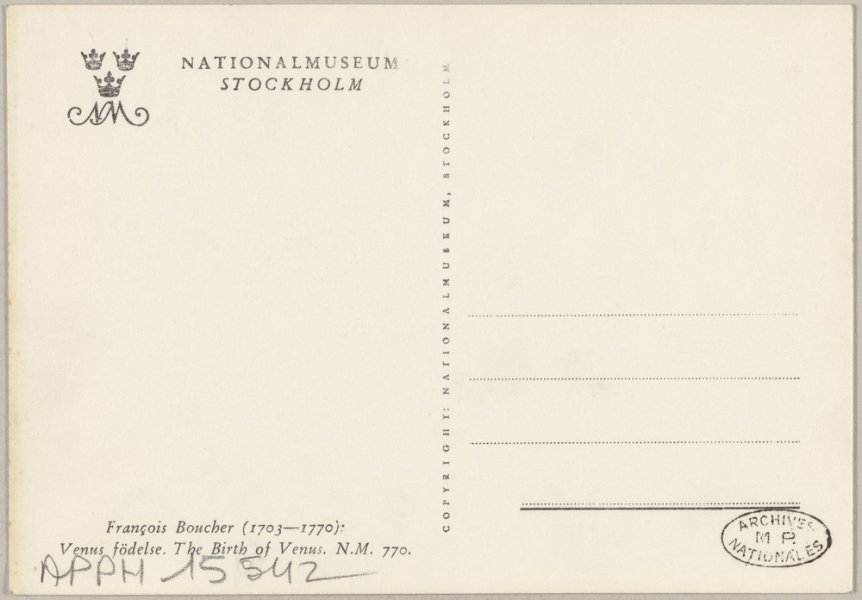 NATIONALMUSEUM
STOCKHOLM
NM
COPYRIGHT: NATIONALMUSEUM, STOCKHOLM
François Boucher (1703—1770):
Venus födelse. The Birth of Venus. N.M. 770.
APPH 15542
ARCHIVES
M P.
NATIONALES